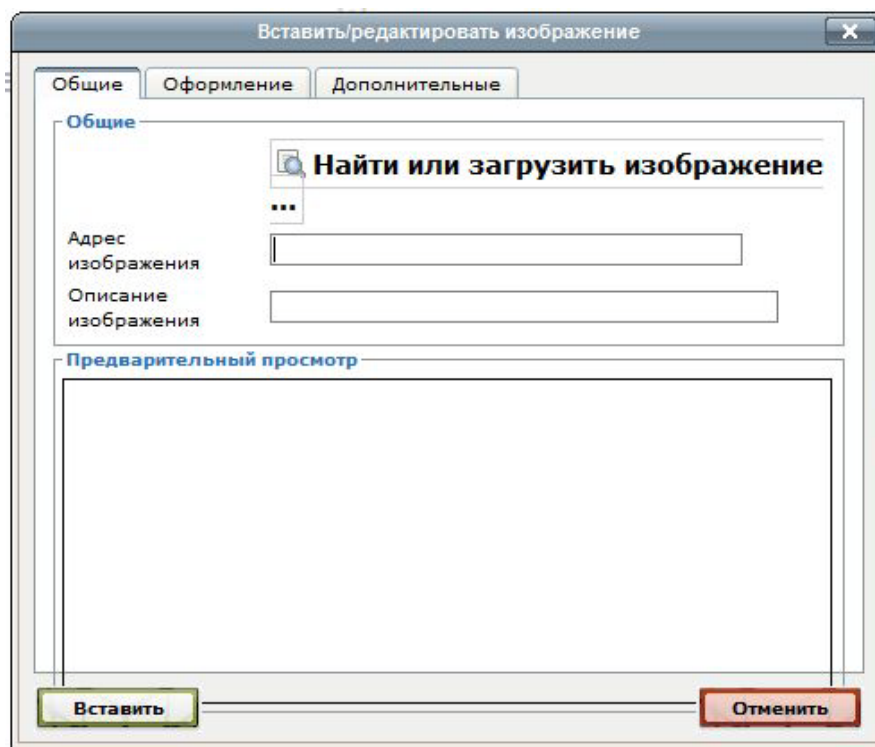 Вставить/редактировать изображение
Общие
Оформление
Дополнительные
Общие
Найти или загрузить изображение
...
Адрес
изображения
Описание
изображения
Предварительный просмотр
Вставить
Отменить